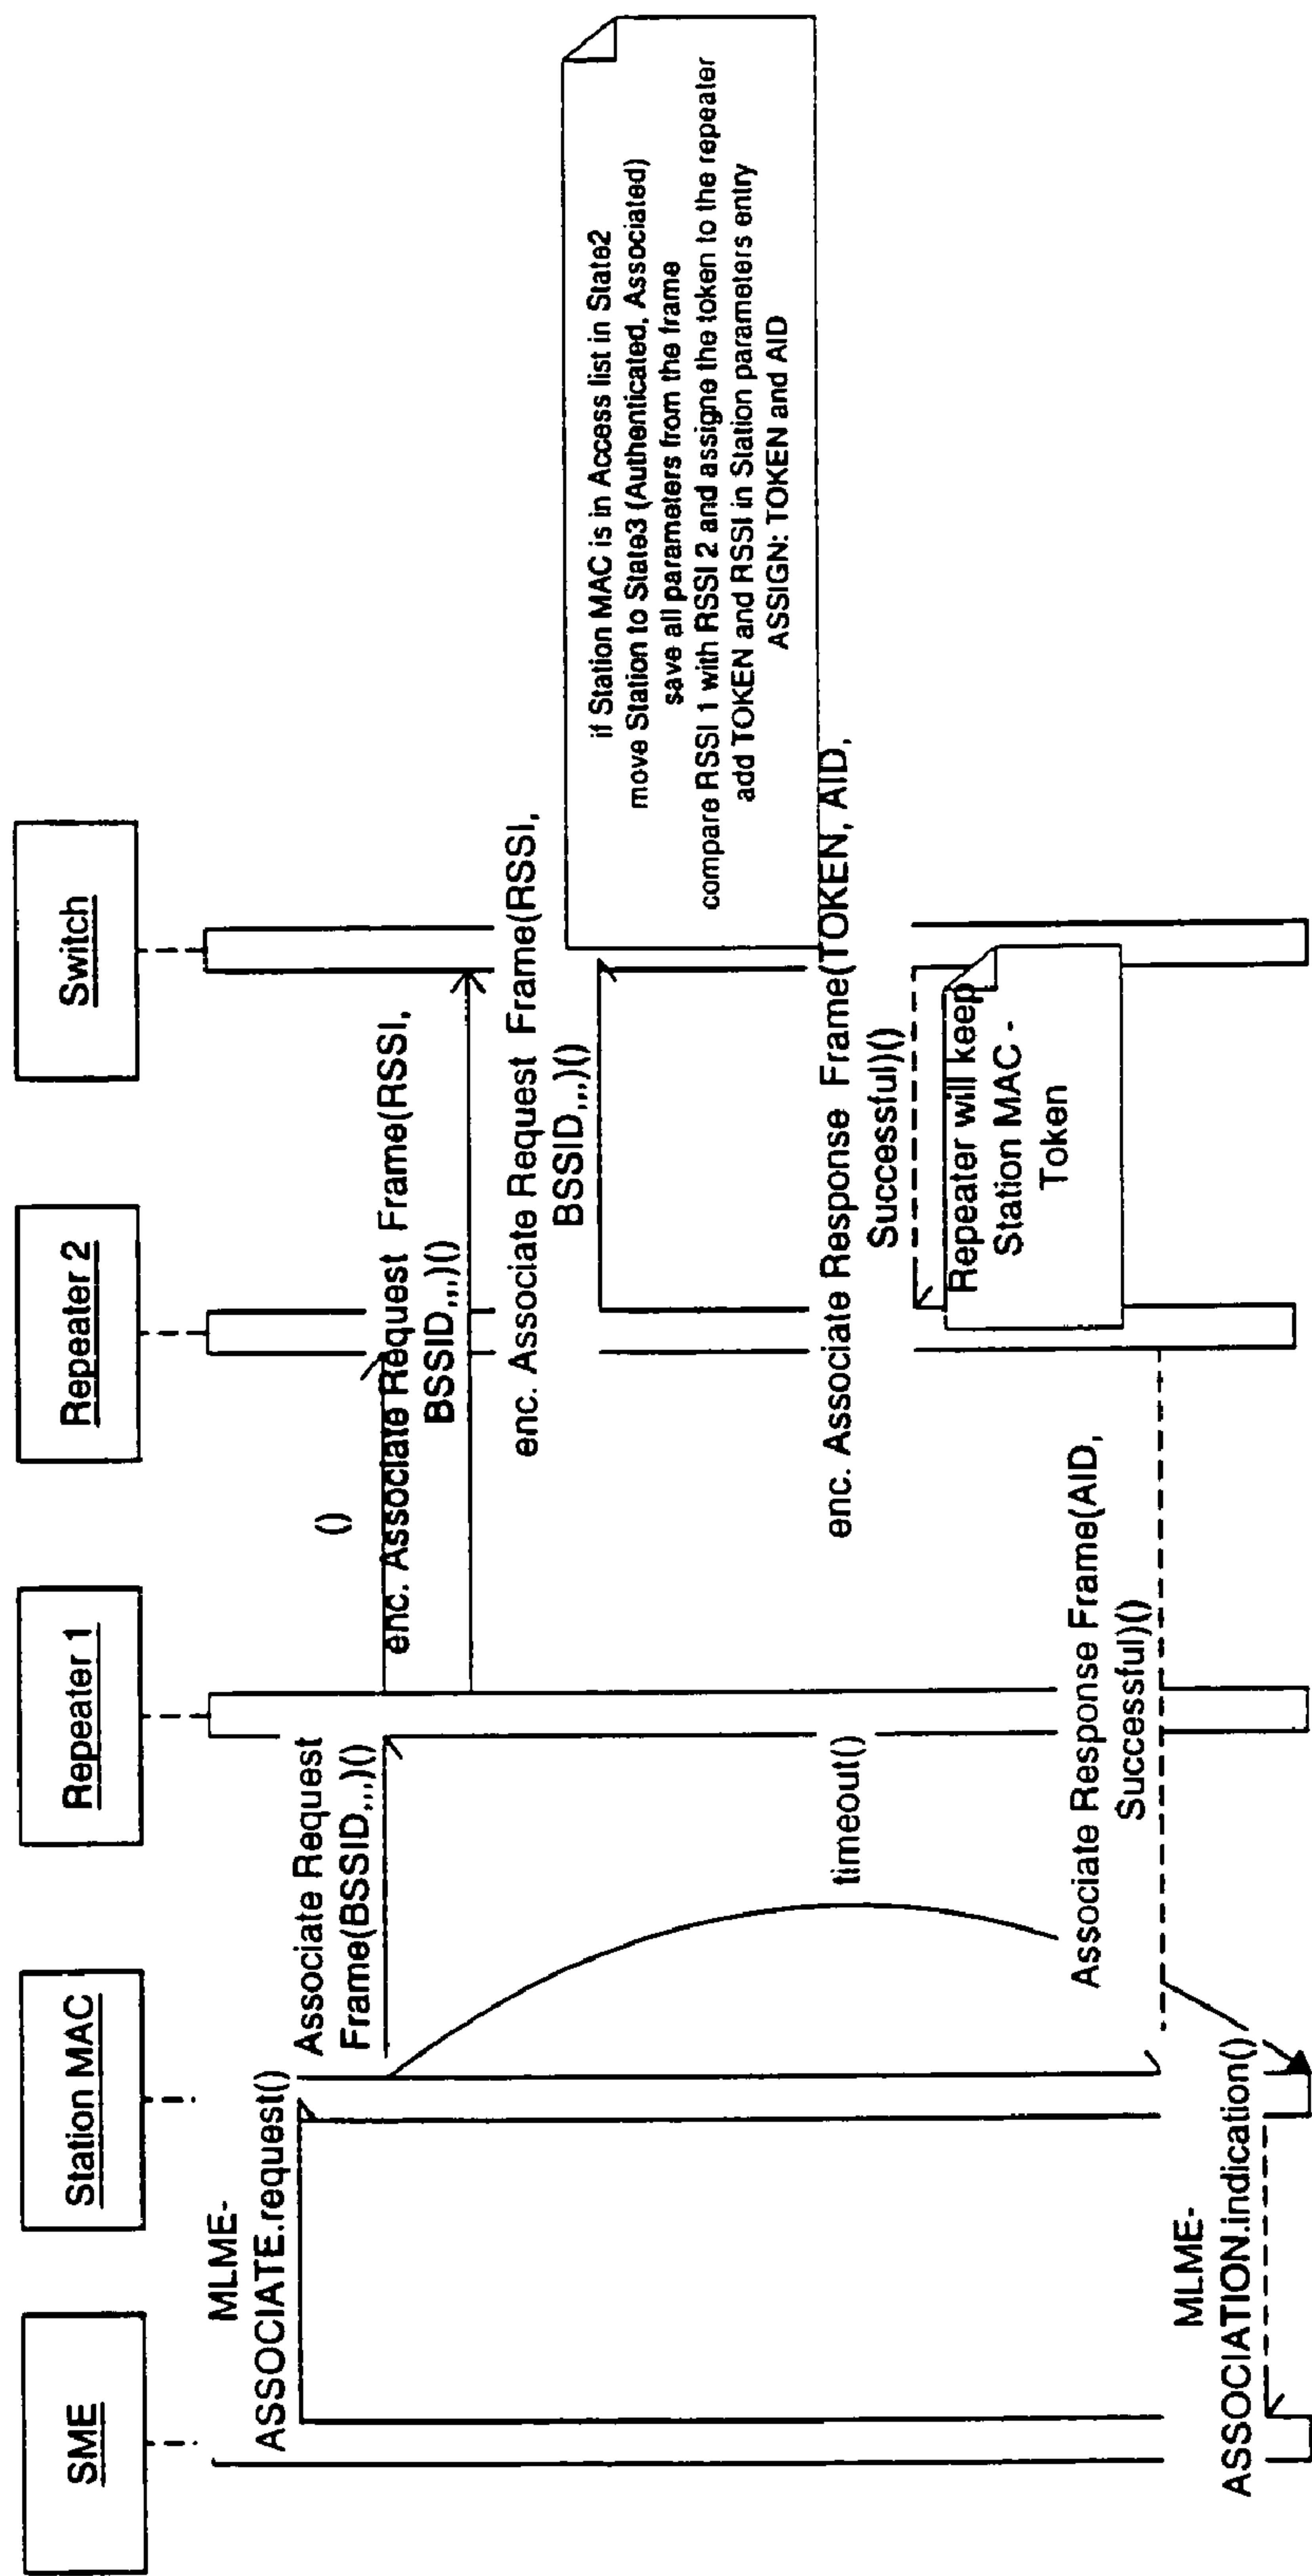 SME
Station MAC
Repeater 1
Repeater 2
Switch
MLME-
ASSOCIATE.request()
Associate Request
Frame(BSSID,,,)()
()
enc. Associate Request Frame(RSSI,
BSSID,,,)()
enc. Associate Request Frame(RSSI,
BSSID,,,)()
if Station MAC is in Access list in State2
move Station to State3 (Authenticated, Associated)
save all parameters from the frame
compare RSSI 1 with RSSI 2 and assigne the token to the repeater
add TOKEN and RSSI in Station parameters entry
ASSIGN: TOKEN and AID
timeout()
enc. Associate Response Frame(TOKEN, AID,
Successful)()
Repeater will keep
Station MAC -
Token
Associate Response Frame(AID,
Successful)()
MLME-
ASSOCIATION.indication()